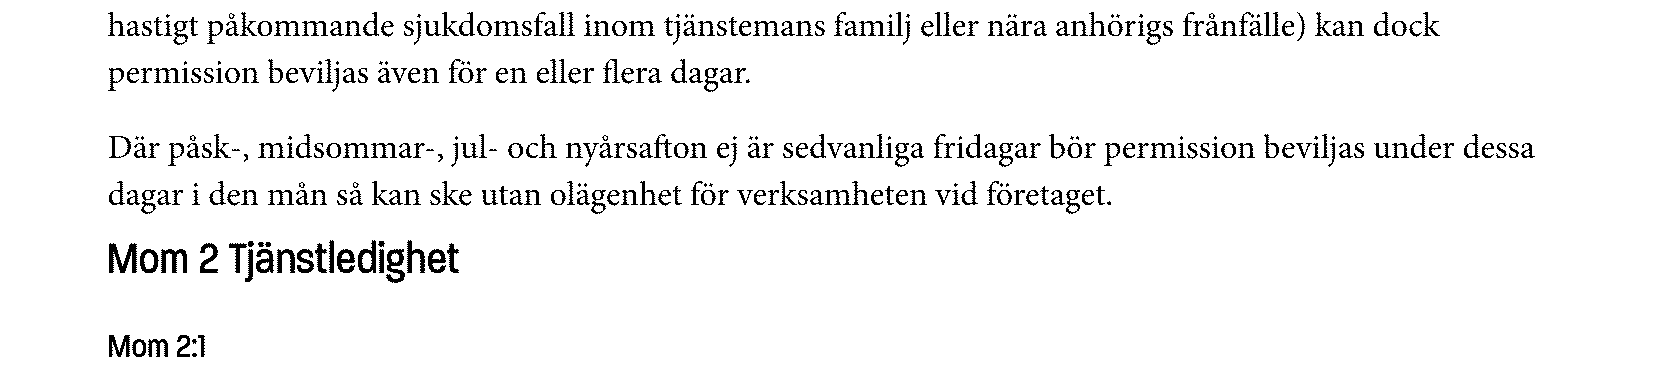 hastigt påkommande sjukdomsfall inom tjänstemans familj eller nära anhörigs frånfälle) kan dock
permission beviljas även för en eller flera dagar.
Där påsk-, midsommar-, jul- och nyårsafton ej är sedvanliga fridagar bör permission beviljas under dessa
dagar i den mån så kan ske utan olägenhet för verksamheten vid företaget.
Mom 2 Tjänstledighet
Mom 2:1